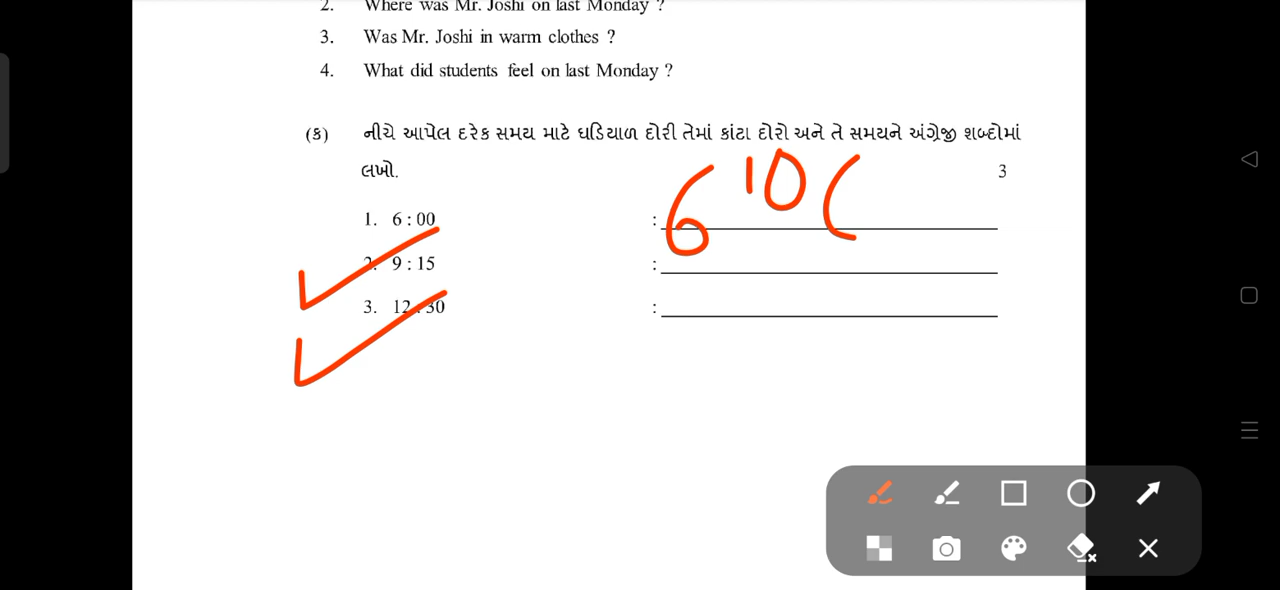 2. Where was Mr. Joshi on last Monday ?
3. Was Mr. Joshi in warm clothes ?
4. What did students feel on last Monday ?
(ક) નીચે આપેલ દરેક સમય માટે ઘડિયાળ દોરી તેમાં કાંટા દોરો અને તે સમયને અંગ્રેજી શબ્દોમાં
લખો. 3
1. 6 : 00 : 6 10 (
2. 9 : 15 :
3. 12 : 30 :